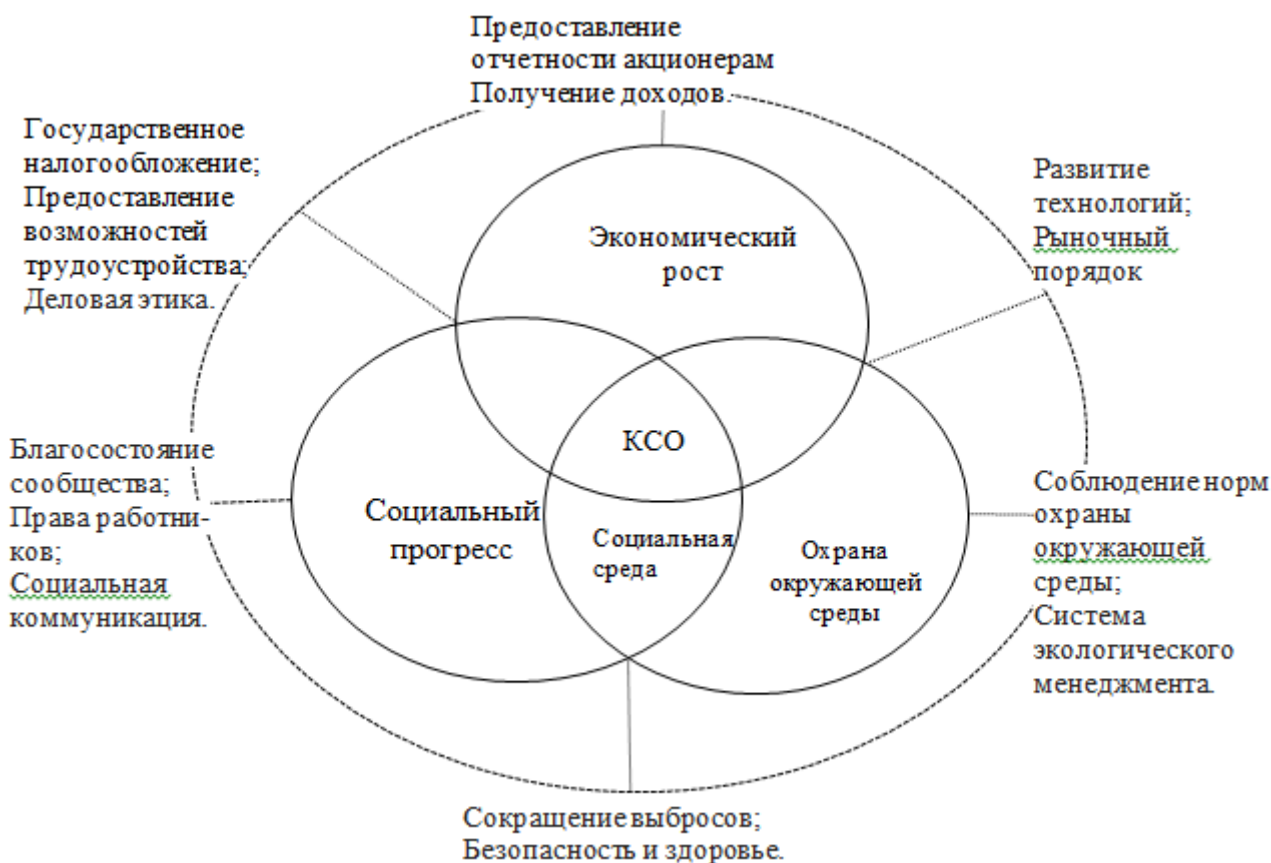 Предоставление
отчетности акционерам
Получение доходов.
Государственное
налогообложение;
Предоставление
возможностей
трудоустройства;
Деловая этика.
Развитие
технологий;
Рыночный
порядок
Экономический
рост
КСО
Благосостояние
сообщества;
Права работни-
ков;
Социальная
коммуникация.
Социальный
прогресс
Социальная
среда
Охрана
окружающей
среды
Соблюдение норм
охраны
окружающей
среды;
Система
экологического
менеджмента.
Сокращение выбросов;
Безопасность и здоровье.